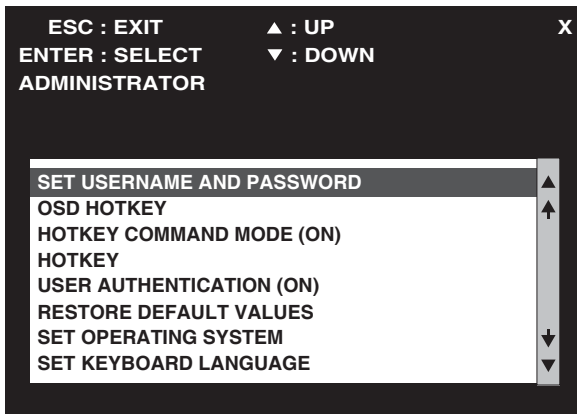 ESC : EXIT ▲ : UP X
ENTER : SELECT ▼ : DOWN
ADMINISTRATOR
SET USERNAME AND PASSWORD
OSD HOTKEY
HOTKEY COMMAND MODE (ON)
HOTKEY
USER AUTHENTICATION (ON)
RESTORE DEFAULT VALUES
SET OPERATING SYSTEM
SET KEYBOARD LANGUAGE